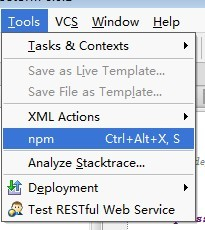 Tools VCS Window Help
Tasks & Contexts
Save as Live Template...
Save File as Template...
XML Actions
npm Ctrl+Alt+X, S
Analyze Stacktrace...
Deployment
Test RESTful Web Service